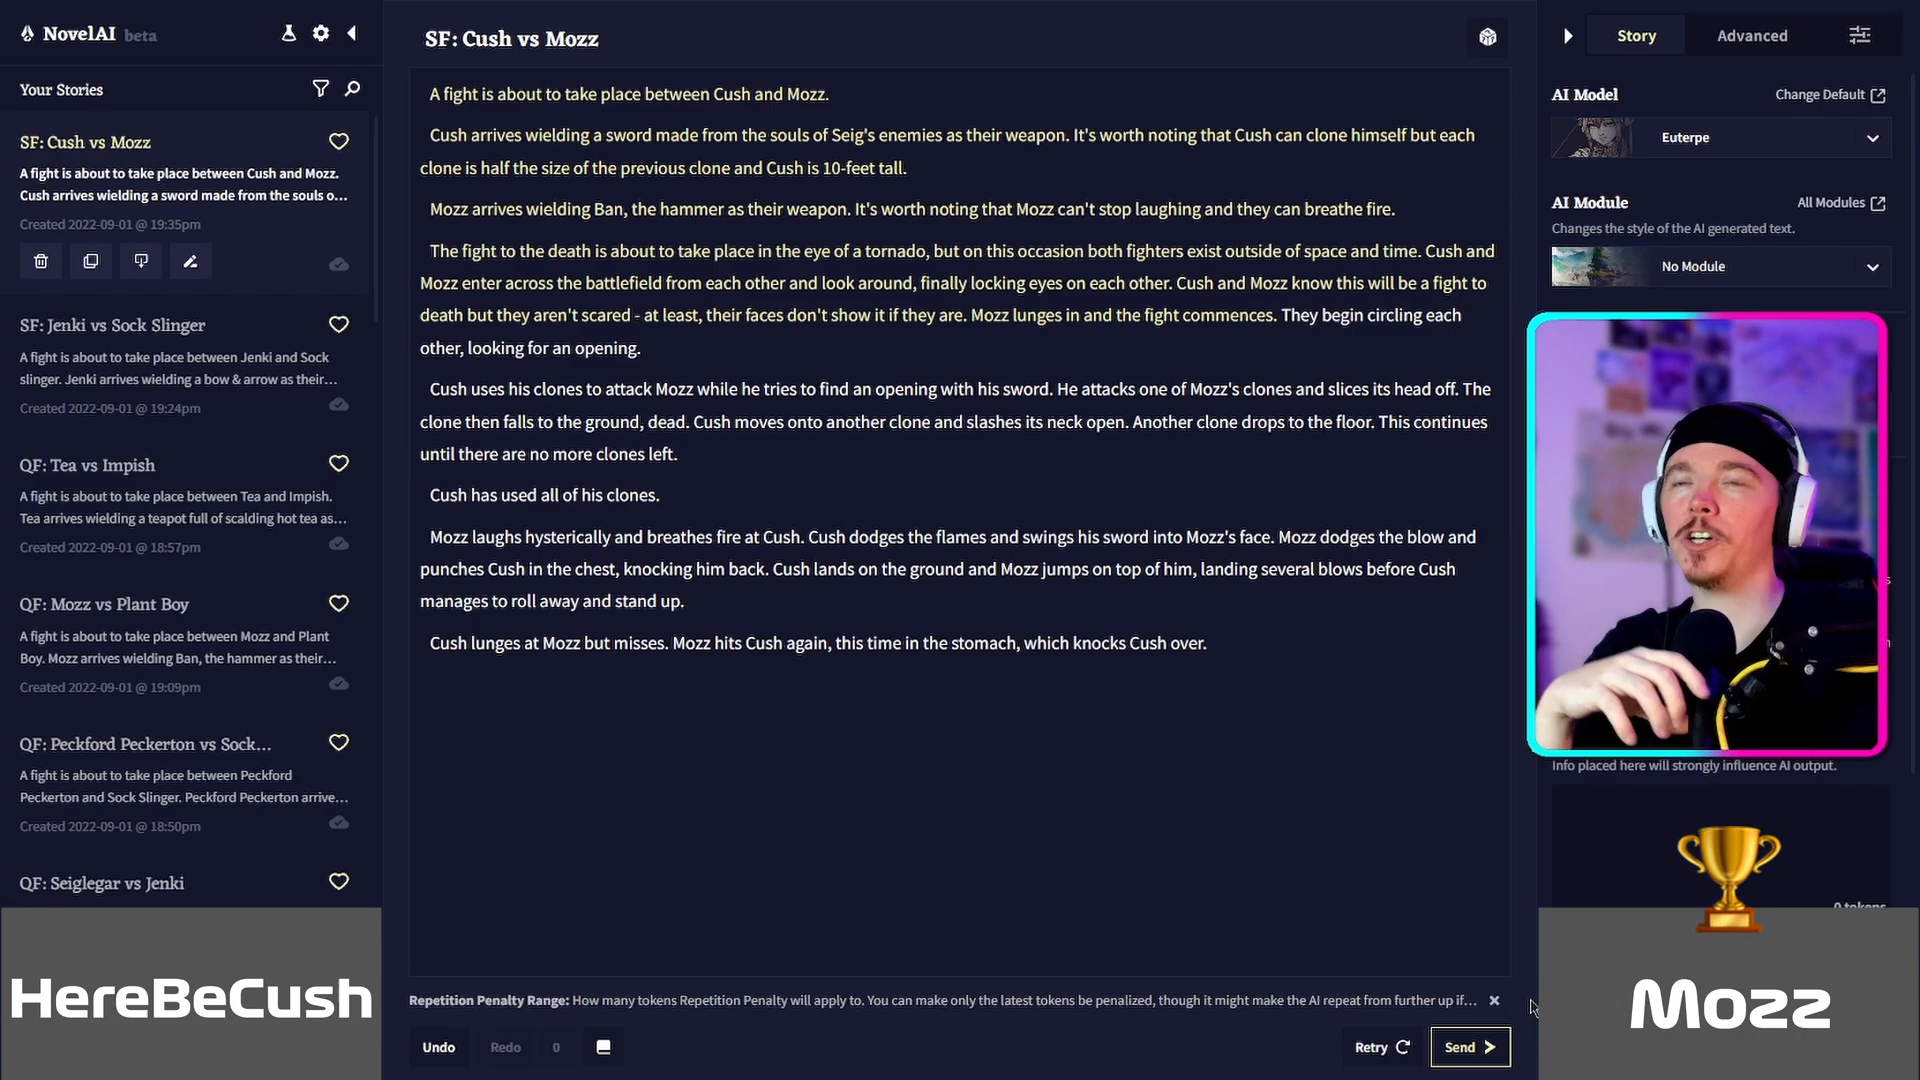 NovelAI beta
Your Stories
SF: Cush vs Mozz
A fight is about to take place between Cush and Mozz.
Cush arrives wielding a sword made from the souls o...
Created 2022-09-01 @ 19:35pm
SF: Jenki vs Sock Slinger
A fight is about to take place between Jenki and Sock
slinger. Jenki arrives wielding a bow & arrow as their...
Created 2022-09-01 @ 19:24pm
QF: Tea vs Impish
A fight is about to take place between Tea and Impish.
Tea arrives wielding a teapot full of scalding hot tea as...
Created 2022-09-01 @ 18:57pm
QF: Mozz vs Plant Boy
A fight is about to take place between Mozz and Plant
Boy. Mozz arrives wielding Ban, the hammer as their...
Created 2022-09-01 @ 19:09pm
QF: Peckford Peckerton vs Sock...
A fight is about to take place between Peckford
Peckerton and Sock Slinger. Peckford Peckerton arrive...
Created 2022-09-01 @ 18:50pm
QF: Seiglegar vs Jenki
HereBeCush
SF: Cush vs Mozz
A fight is about to take place between Cush and Mozz.
Cush arrives wielding a sword made from the souls of Seig's enemies as their weapon. It's worth noting that Cush can clone himself but each
clone is half the size of the previous clone and Cush is 10-feet tall.
Mozz arrives wielding Ban, the hammer as their weapon. It's worth noting that Mozz can't stop laughing and they can breathe fire.
The fight to the death is about to take place in the eye of a tornado, but on this occasion both fighters exist outside of space and time. Cush and
Mozz enter across the battlefield from each other and look around, finally locking eyes on each other. Cush and Mozz know this will be a fight to
death but they aren't scared - at least, their faces don't show it if they are. Mozz lunges in and the fight commences. They begin circling each
other, looking for an opening.
Cush uses his clones to attack Mozz while he tries to find an opening with his sword. He attacks one of Mozz's clones and slices its head off. The
clone then falls to the ground, dead. Cush moves onto another clone and slashes its neck open. Another clone drops to the floor. This continues
until there are no more clones left.
Cush has used all of his clones.
Mozz laughs hysterically and breathes fire at Cush. Cush dodges the flames and swings his sword into Mozz's face. Mozz dodges the blow and
punches Cush in the chest, knocking him back. Cush lands on the ground and Mozz jumps on top of him, landing several blows before Cush
manages to roll away and stand up.
Cush lunges at Mozz but misses. Mozz hits Cush again, this time in the stomach, which knocks Cush over.
Repetition Penalty Range: How many tokens Repetition Penalty will apply to. You can make only the latest tokens be penalized, though it might make the AI repeat from further up if...
Undo
Redo
0
Retry
Send
Story
Advanced
AI Model
Change Default
Euterpe
AI Module
All Modules
Changes the style of the AI generated text.
No Module
Info placed here will strongly influence AI output.
0 tokens
Mozz